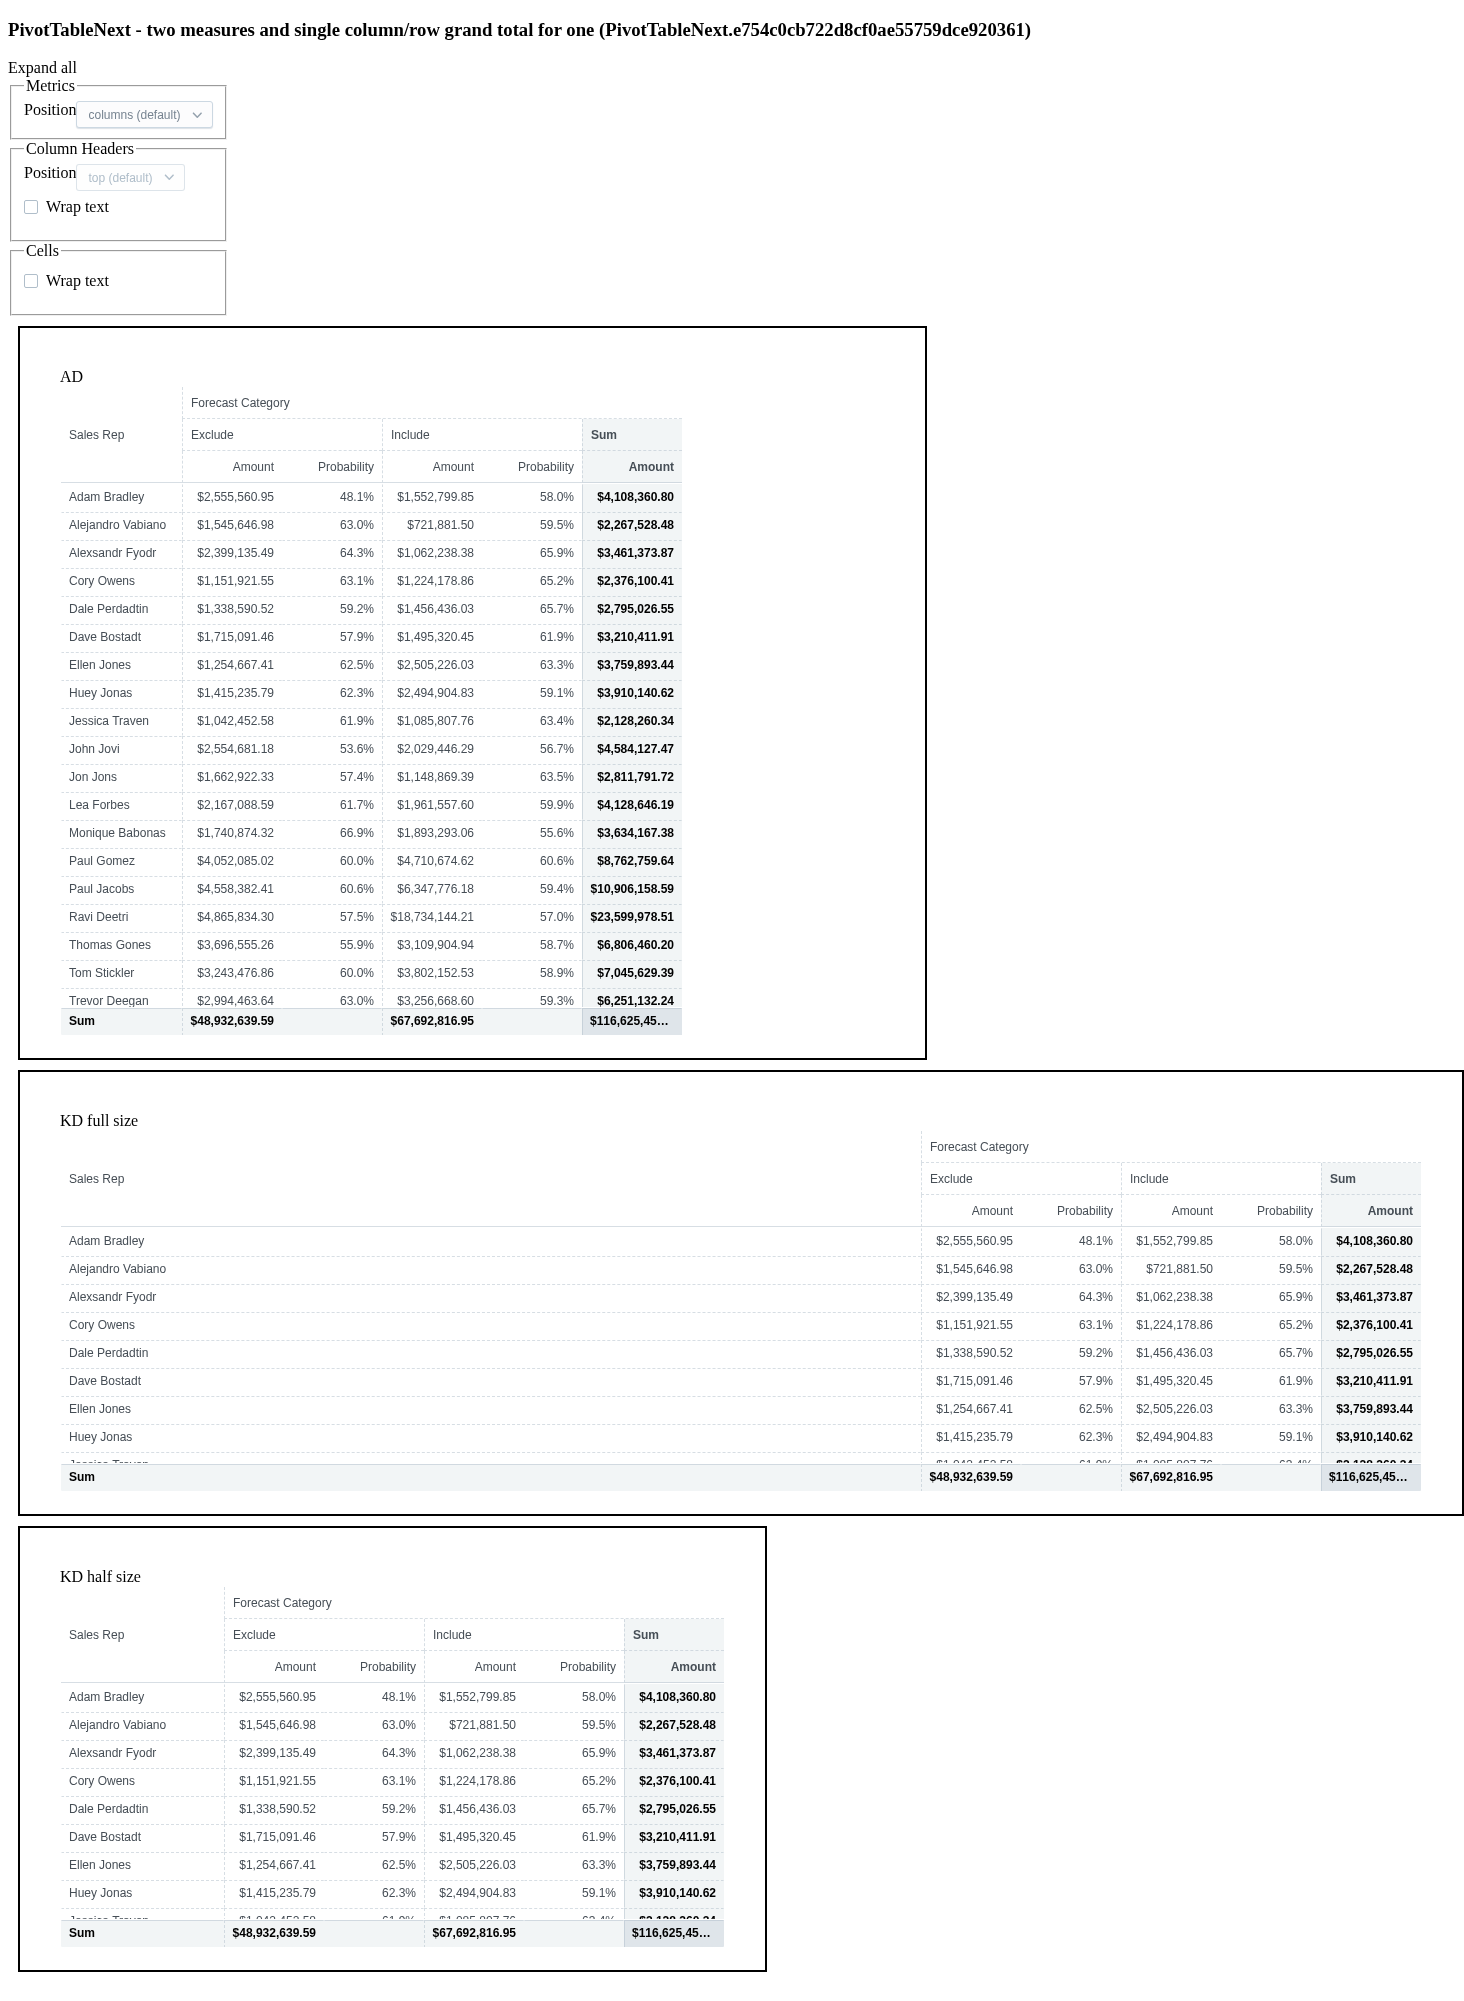 PivotTableNext - two measures and single column/row grand total for one (PivotTableNext.e754c0cb722d8cf0ae55759dce920361)
Expand all
Metrics
Position columns (default)
Column Headers
Position top (default)
Wrap text
Cells
Wrap text
AD
Forecast Category
Sales Rep Exclude Include Sum
Amount Probability Amount Probability Amount
Adam Bradley $2,555,560.95 48.1% $1,552,799.85 58.0% $4,108,360.80
Alejandro Vabiano $1,545,646.98 63.0% $721,881.50 59.5% $2,267,528.48
Alexsandr Fyodr $2,399,135.49 64.3% $1,062,238.38 65.9% $3,461,373.87
Cory Owens $1,151,921.55 63.1% $1,224,178.86 65.2% $2,376,100.41
Dale Perdadtin $1,338,590.52 59.2% $1,456,436.03 65.7% $2,795,026.55
Dave Bostadt $1,715,091.46 57.9% $1,495,320.45 61.9% $3,210,411.91
Ellen Jones $1,254,667.41 62.5% $2,505,226.03 63.3% $3,759,893.44
Huey Jonas $1,415,235.79 62.3% $2,494,904.83 59.1% $3,910,140.62
Jessica Traven $1,042,452.58 61.9% $1,085,807.76 63.4% $2,128,260.34
John Jovi $2,554,681.18 53.6% $2,029,446.29 56.7% $4,584,127.47
Jon Jons $1,662,922.33 57.4% $1,148,869.39 63.5% $2,811,791.72
Lea Forbes $2,167,088.59 61.7% $1,961,557.60 59.9% $4,128,646.19
Monique Babonas $1,740,874.32 66.9% $1,893,293.06 55.6% $3,634,167.38
Paul Gomez $4,052,085.02 60.0% $4,710,674.62 60.6% $8,762,759.64
Paul Jacobs $4,558,382.41 60.6% $6,347,776.18 59.4% $10,906,158.59
Ravi Deetri $4,865,834.30 57.5% $18,734,144.21 57.0% $23,599,978.51
Thomas Gones $3,696,555.26 55.9% $3,109,904.94 58.7% $6,806,460.20
Tom Stickler $3,243,476.86 60.0% $3,802,152.53 58.9% $7,045,629.39
Trevor Deegan $2,994,463.64 63.0% $3,256,668.60 59.3% $6,251,132.24
Sum $48,932,639.59 $67,692,816.95 $116,625,45…
KD full size
Forecast Category
Sales Rep Exclude Include Sum
Amount Probability Amount Probability Amount
Adam Bradley $2,555,560.95 48.1% $1,552,799.85 58.0% $4,108,360.80
Alejandro Vabiano $1,545,646.98 63.0% $721,881.50 59.5% $2,267,528.48
Alexsandr Fyodr $2,399,135.49 64.3% $1,062,238.38 65.9% $3,461,373.87
Cory Owens $1,151,921.55 63.1% $1,224,178.86 65.2% $2,376,100.41
Dale Perdadtin $1,338,590.52 59.2% $1,456,436.03 65.7% $2,795,026.55
Dave Bostadt $1,715,091.46 57.9% $1,495,320.45 61.9% $3,210,411.91
Ellen Jones $1,254,667.41 62.5% $2,505,226.03 63.3% $3,759,893.44
Huey Jonas $1,415,235.79 62.3% $2,494,904.83 59.1% $3,910,140.62
Sum $48,932,639.59 $67,692,816.95 $116,625,45…
KD half size
Forecast Category
Sales Rep Exclude Include Sum
Amount Probability Amount Probability Amount
Adam Bradley $2,555,560.95 48.1% $1,552,799.85 58.0% $4,108,360.80
Alejandro Vabiano $1,545,646.98 63.0% $721,881.50 59.5% $2,267,528.48
Alexsandr Fyodr $2,399,135.49 64.3% $1,062,238.38 65.9% $3,461,373.87
Cory Owens $1,151,921.55 63.1% $1,224,178.86 65.2% $2,376,100.41
Dale Perdadtin $1,338,590.52 59.2% $1,456,436.03 65.7% $2,795,026.55
Dave Bostadt $1,715,091.46 57.9% $1,495,320.45 61.9% $3,210,411.91
Ellen Jones $1,254,667.41 62.5% $2,505,226.03 63.3% $3,759,893.44
Huey Jonas $1,415,235.79 62.3% $2,494,904.83 59.1% $3,910,140.62
Sum $48,932,639.59 $67,692,816.95 $116,625,45…